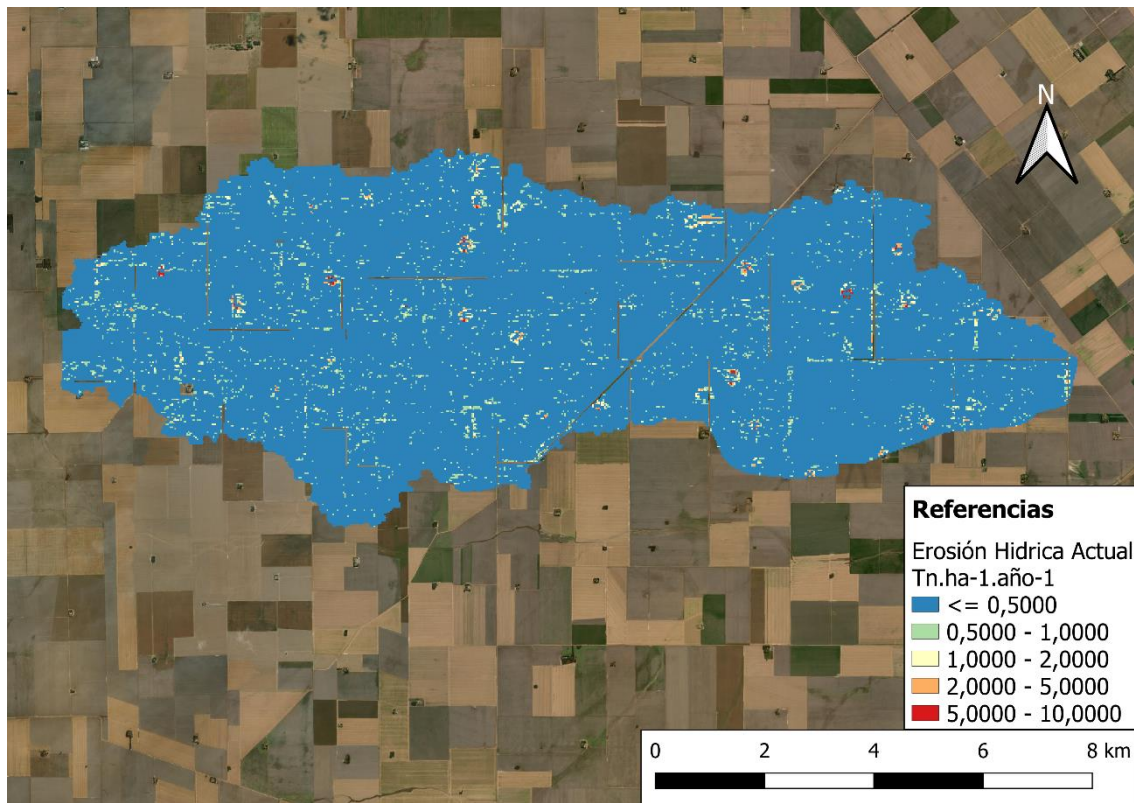 N
Referencias
Erosión Hidrica Actual
Tn.ha-1.año-1
<= 0,5000
0,5000 - 1,0000
1,0000 - 2,0000
2,0000 - 5,0000
5,0000 - 10,0000
0 2 4 6 8 km